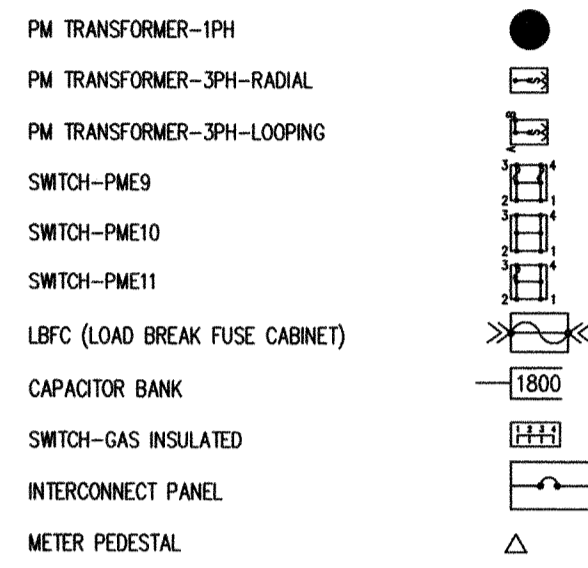 PM TRANSFORMER-1PH
PM TRANSFORMER-3PH-RADIAL
S
PM TRANSFORMER-3PH-LOOPING
B
A
S
SWITCH-PME9
3 4
2 1
SWITCH-PME10
3 4
2 1
SWITCH-PME11
3 4
2 1
LBFC (LOAD BREAK FUSE CABINET)
CAPACITOR BANK 1800
SWITCH-GAS INSULATED 1 2 3 4
INTERCONNECT PANEL
METER PEDESTAL